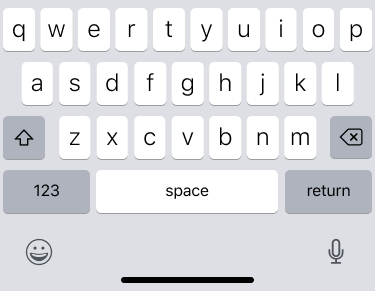 q w e r t y u i o p
a s d f g h j k l
z x c v b n m
123 space return